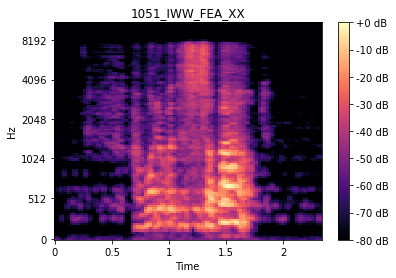 1051_IWW_FEA_XX
+0 dB
8192
-10 dB
4096
-20 dB
-30 dB
2048
Hz
-40 dB
1024
-50 dB
512
-60 dB
-70 dB
0
-80 dB
0
0.5
1
1.5
2
Time